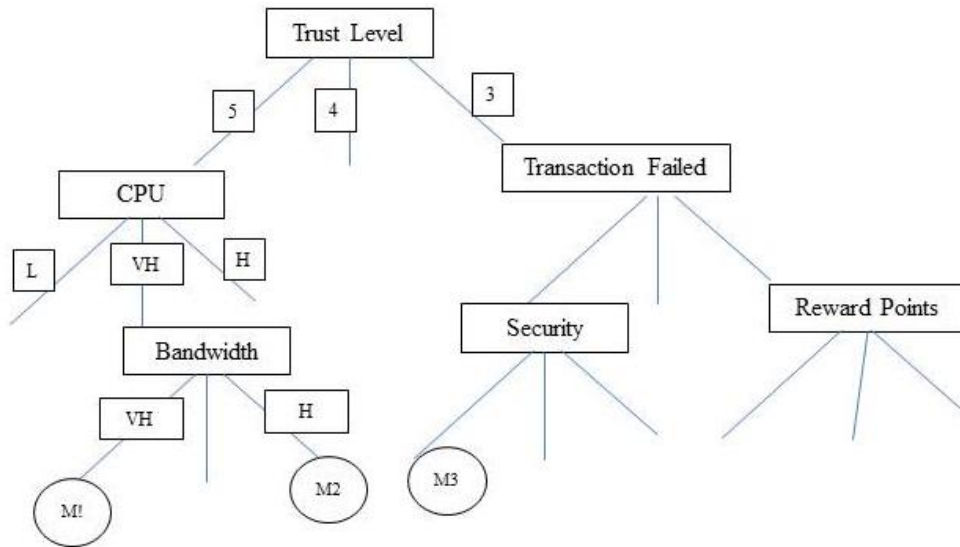 Trust Level
5
4
3
Transaction Failed
CPU
L
VH
H
Reward Points
Security
Bandwidth
VH
H
M!
M2
M3